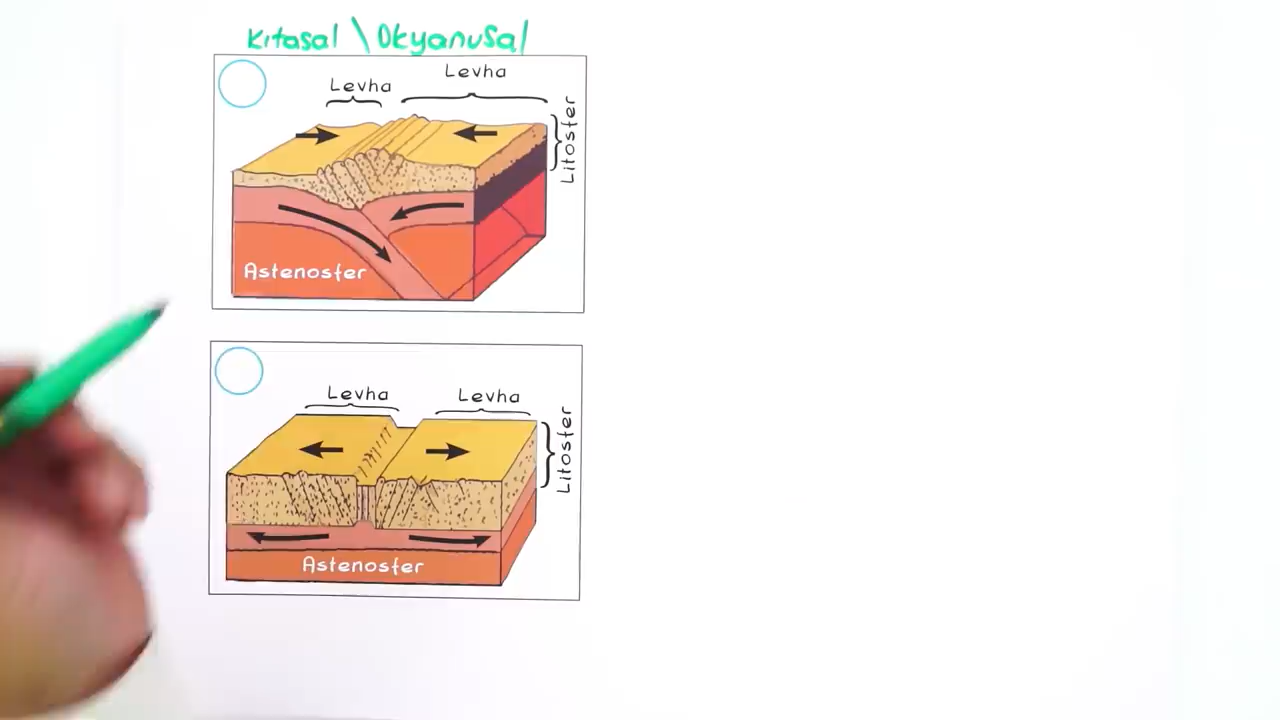 Kıtasal \ Okyanusal
Levha
Levha
Litosfer
Astenosfer
Levha
Levha
Litosfer
Astenosfer